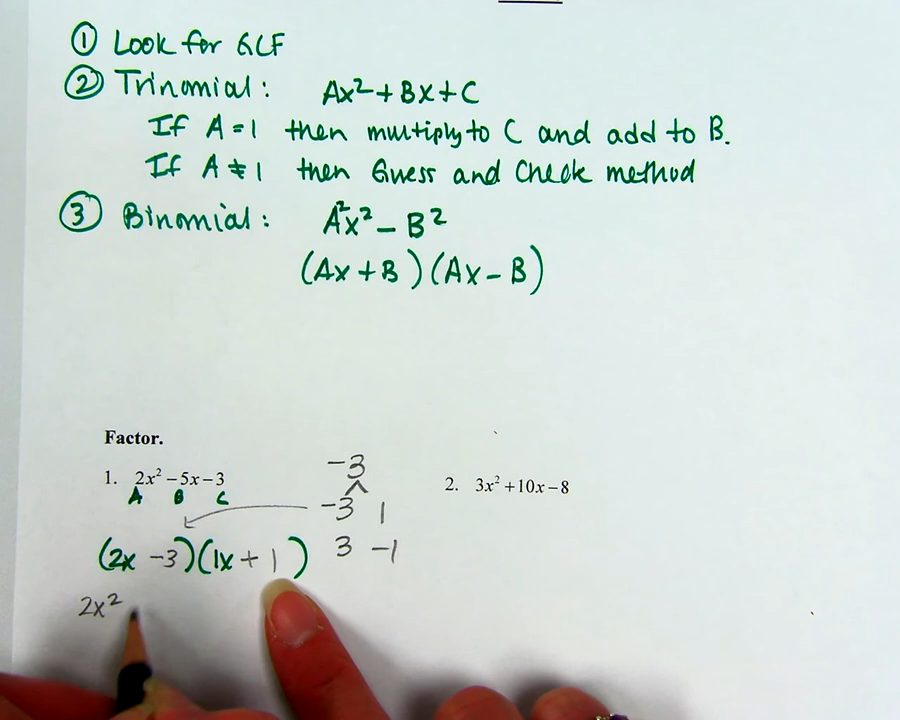 ① Look for GCF
② Trinomial: Ax²+Bx+C
If A=1 then multiply to C and add to B.
If A≠1 then Guess and Check method
③ Binomial: A²x²-B²
(Ax+B)(Ax-B)
Factor.
1. 2x²-5x-3
A B C
2. 3x²+10x-8
-3
-3 1
3 -1
(2x -3)(1x + 1)
2x²